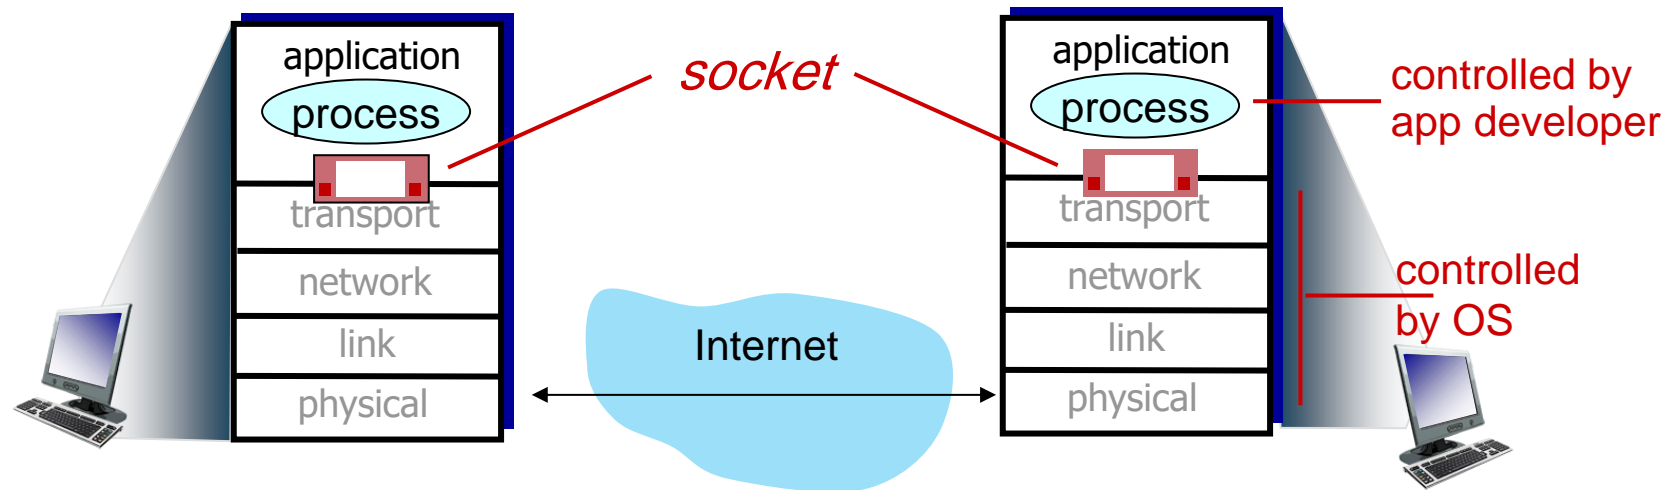 application
process
transport
network
link
physical
socket
Internet
application
process
transport
network
link
physical
controlled by
app developer
controlled
by OS